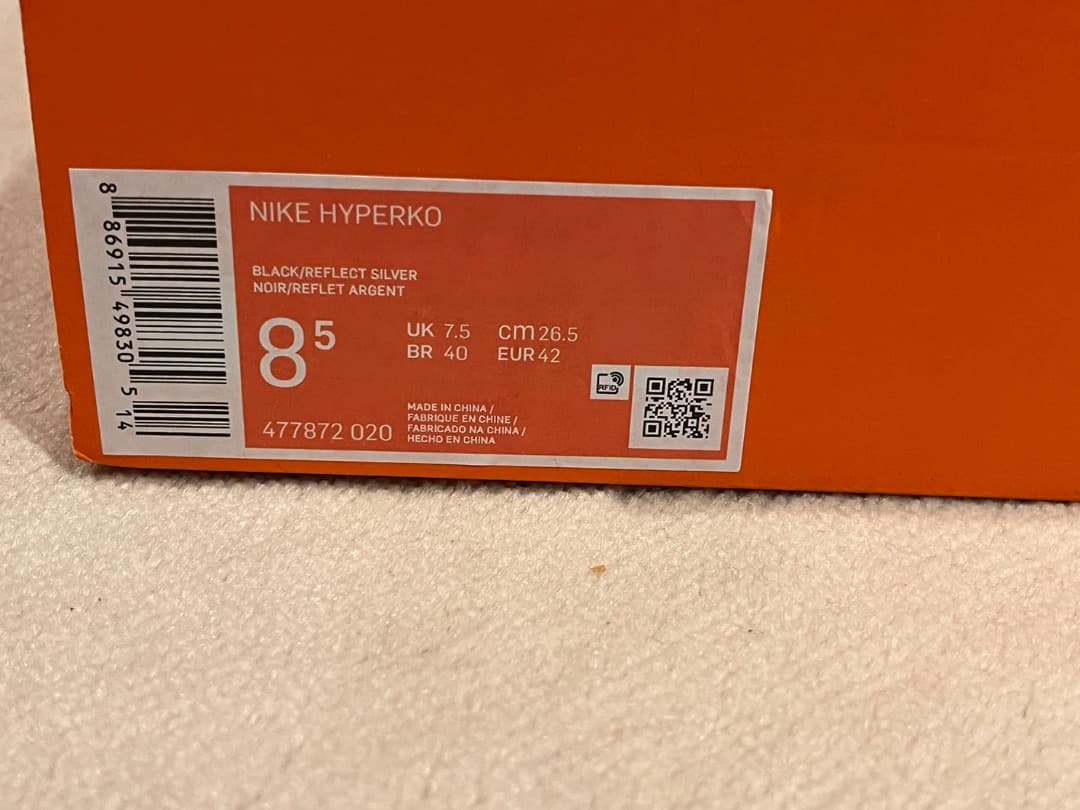 8 86915 49830 5 14
NIKE HYPERKO
BLACK/REFLECT SILVER
NOIR/REFLET ARGENT
8 5
UK 7.5 cm 26.5
BR 40 EUR 42
RFID
477872 020
MADE IN CHINA /
FABRIQUE EN CHINE /
FABRICADO NA CHINA /
HECHO EN CHINA